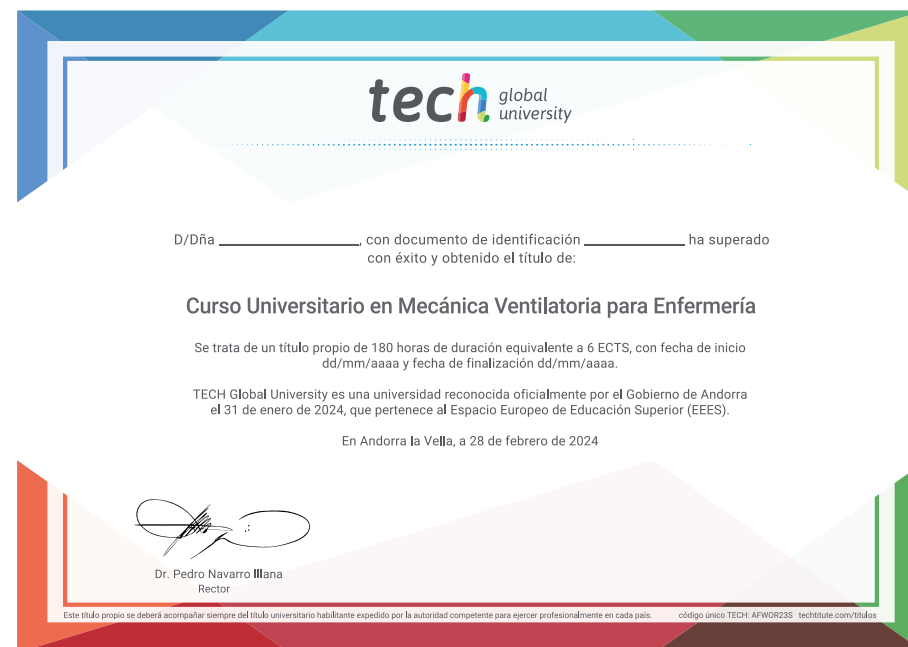 tech global university
D/Dña ____________________, con documento de identificación ______________ ha superado
con éxito y obtenido el título de:
Curso Universitario en Mecánica Ventilatoria para Enfermería
Se trata de un título propio de 180 horas de duración equivalente a 6 ECTS, con fecha de inicio
dd/mm/aaaa y fecha de finalización dd/mm/aaaa.
TECH Global University es una universidad reconocida oficialmente por el Gobierno de Andorra
el 31 de enero de 2024, que pertenece al Espacio Europeo de Educación Superior (EEES).
En Andorra la Vella, a 28 de febrero de 2024
Dr. Pedro Navarro Illana
Rector
Este título propio se deberá acompañar siempre del título universitario habilitante expedido por la autoridad competente para ejercer profesionalmente en cada país. código único TECH: AFWOR23S techtitute.com/titulos